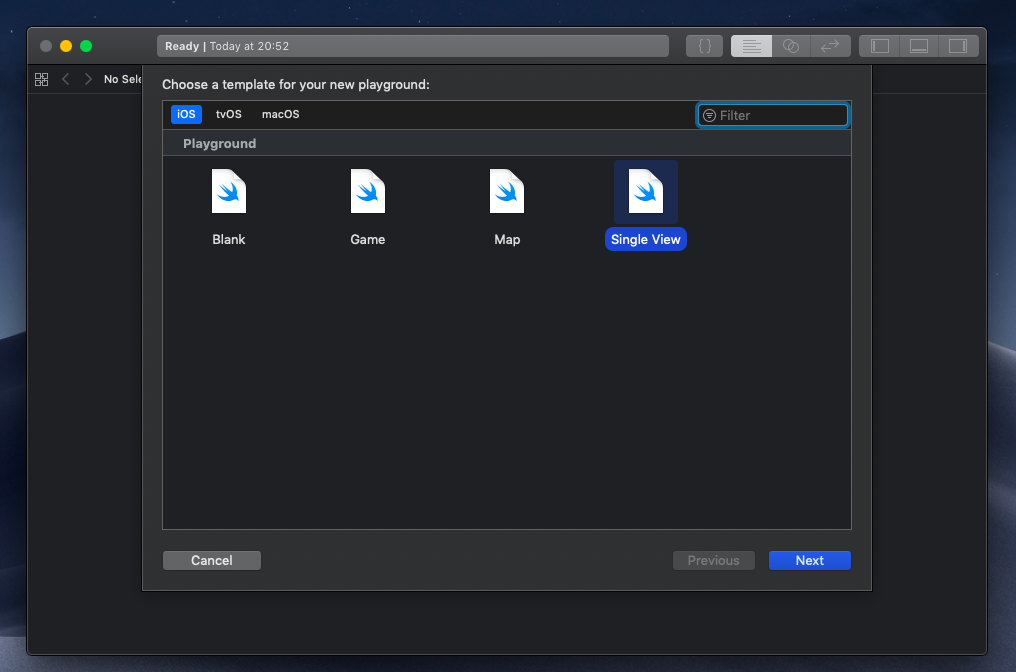 Ready | Today at 20:52
{ }
No Sele
Choose a template for your new playground:
iOS tvOS macOS Filter
Playground
Blank Game Map Single View
Cancel Previous Next